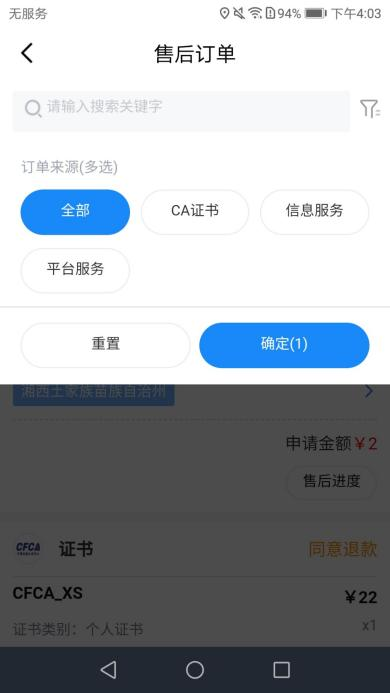 无服务 94% 下午4:03
售后订单
请输入搜索关键字
订单来源(多选)
全部 CA证书 信息服务
平台服务
重置 确定(1)
湘西土家族苗族自治州
申请金额￥2
售后进度
CFCA 证书 同意退款
CFCA_XS ￥22
证书类别：个人证书 x1